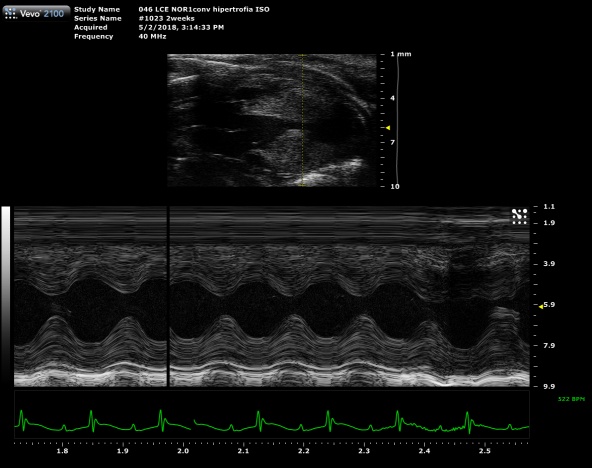 Vevo 2100
Study Name 046 LCE NOR1conv hipertrofia ISO
Series Name #1023 2weeks
Acquired 5/2/2018, 3:14:33 PM
Frequency 40 MHz
1 mm
4
7
10
1.1
1.9
3.9
5.9
7.9
9.9
522 BPM
1.8 1.9 2.0 2.1 2.2 2.3 2.4 2.5